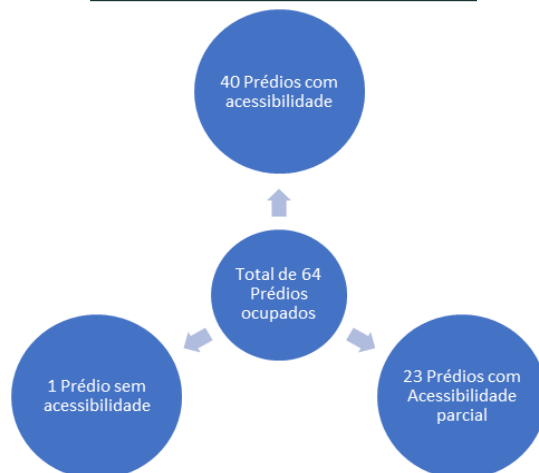 40 Prédios com
acessibilidade
Total de 64
Prédios
ocupados
1 Prédio sem
acessibilidade
23 Prédios com
Acessibilidade
parcial